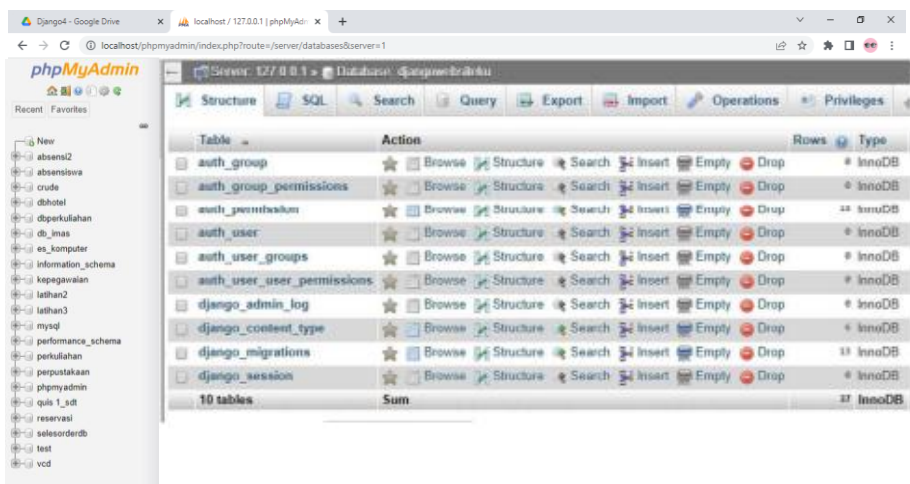 Django4 - Google Drive
localhost / 127.0.0.1 | phpMyAdm
localhost/phpmyadmin/index.php?route=/server/databases&server=1
phpMyAdmin
Recent Favorites
New
absensi2
absensiswa
crude
dbhotel
dbperkuliahan
db_imas
es_komputer
information_schema
kepegawaian
latihan2
latihan3
mysql
performance_schema
perkuliahan
perpustakaan
phpmyadmin
quis 1_sdt
reservasi
selesorderdb
test
vcd
Server: 127.0.0.1 » Database:
Structure SQL Search Query Export Import Operations Privileges
Table Action Rows Type
auth_group Browse Structure Search Insert Empty Drop 0 InnoDB
auth_group_permissions Browse Structure Search Insert Empty Drop 0 InnoDB
auth_permission Browse Structure Search Insert Empty Drop InnoDB
auth_user Browse Structure Search Insert Empty Drop InnoDB
auth_user_groups Browse Structure Search Insert Empty Drop 0 InnoDB
auth_user_user_permissions Browse Structure Search Insert Empty Drop 0 InnoDB
django_admin_log Browse Structure Search Insert Empty Drop 0 InnoDB
django_content_type Browse Structure Search Insert Empty Drop InnoDB
django_migrations Browse Structure Search Insert Empty Drop InnoDB
django_session Browse Structure Search Insert Empty Drop InnoDB
10 tables Sum InnoDB